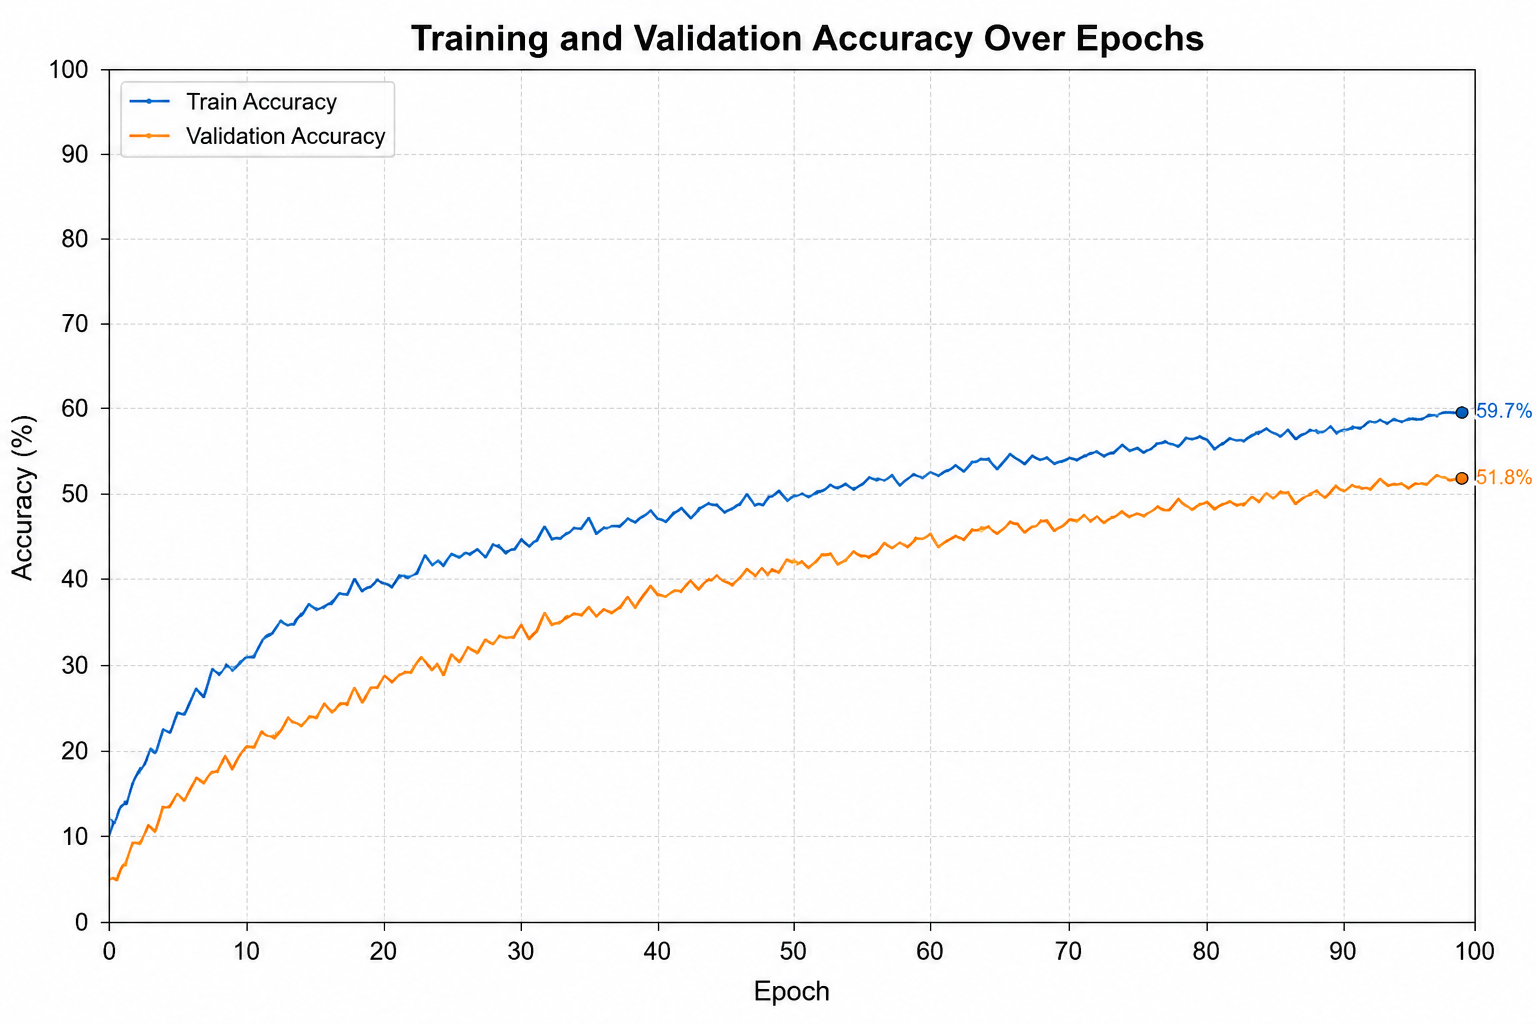 Training and Validation Accuracy Over Epochs
100
Train Accuracy
Validation Accuracy
90
80
70
60
59.7%
51.8%
50
40
30
20
10
0
Accuracy (%)
0 10 20 30 40 50 60 70 80 90 100
Epoch